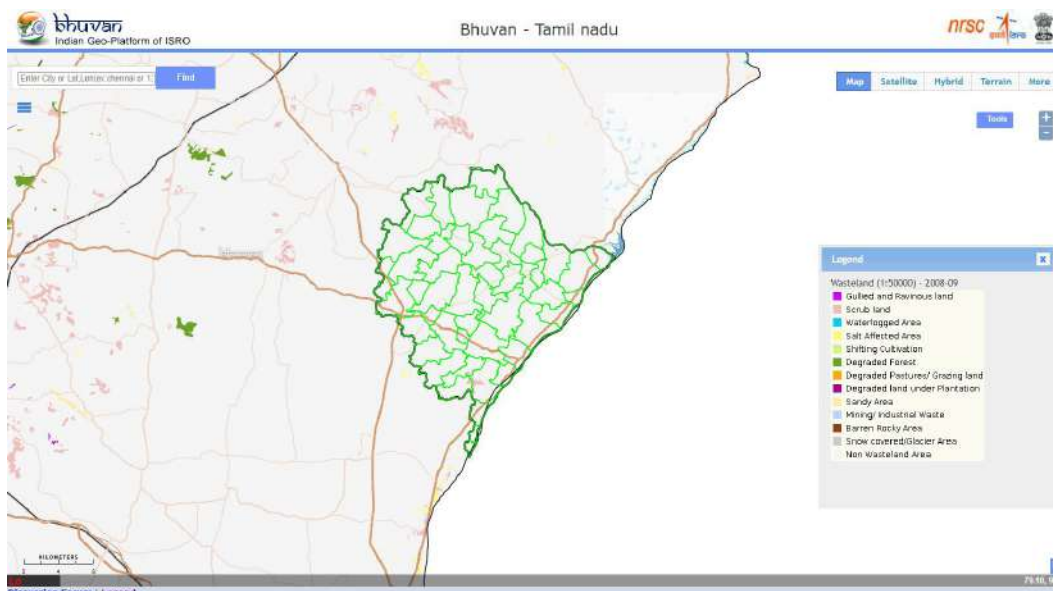 bhuvan
Indian Geo-Platform of ISRO
Bhuvan - Tamil nadu
nrsc
Find
Map Satellite Hybrid Terrain More
Tools
Legend
Wasteland (1:50000) - 2008-09
Gullied and Ravinous land
Scrub land
Waterlogged Area
Salt Affected Area
Shifting Cultivation
Degraded Forest
Degraded Pastures/ Grazing land
Degraded land under Plantation
Sandy Area
Mining/ Industrial Waste
Barren Rocky Area
Snow covered/Glacier Area
Non Wasteland Area
KILOMETERS